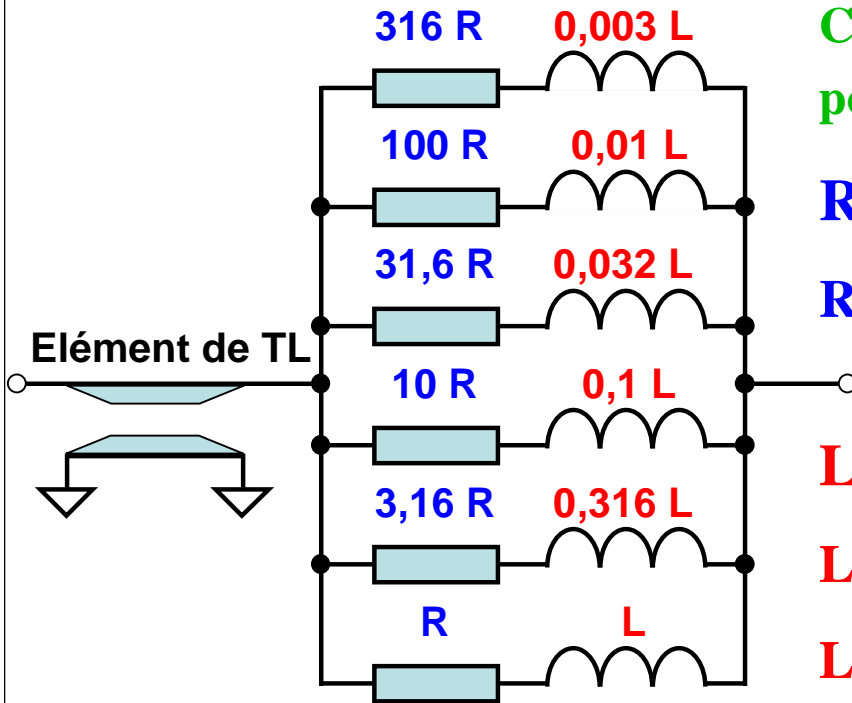 316 R 0,003 L
C
100 R 0,01 L
R
31,6 R 0,032 L
R
Elément de TL
10 R 0,1 L
L
3,16 R 0,316 L
L
R L
L